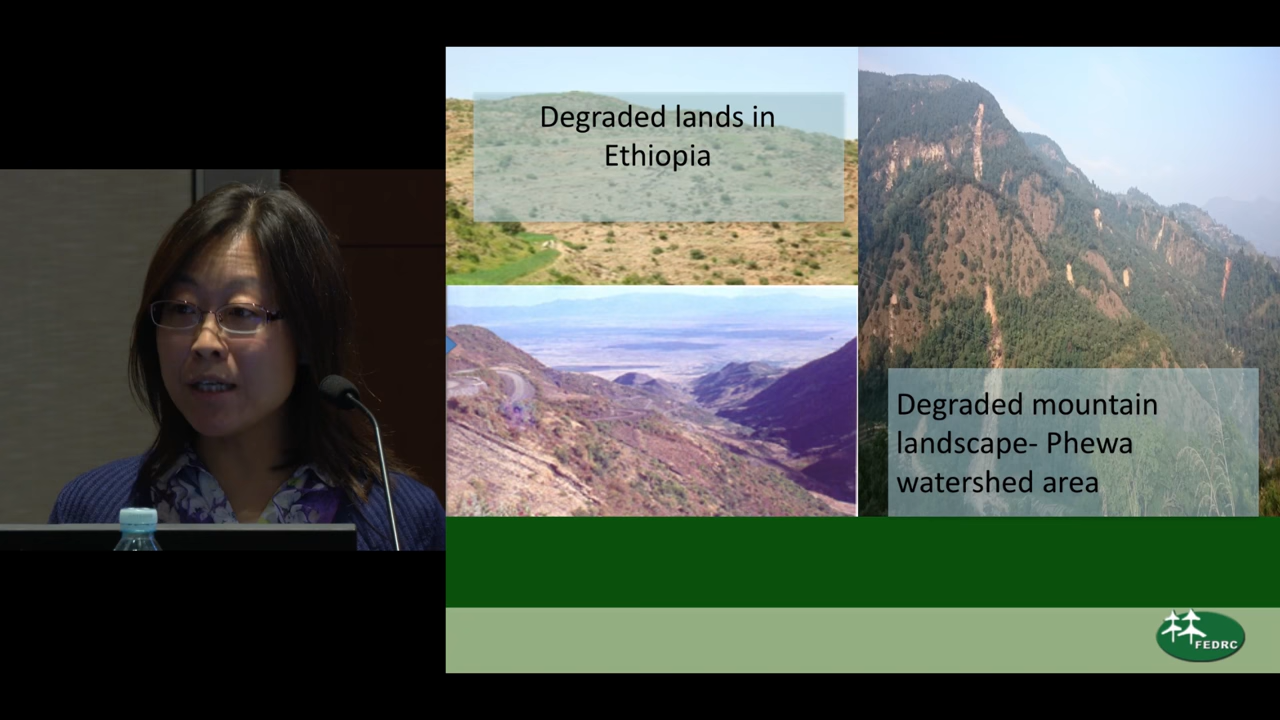 Degraded lands in
Ethiopia
Degraded mountain
landscape- Phewa
watershed area
FEDRC